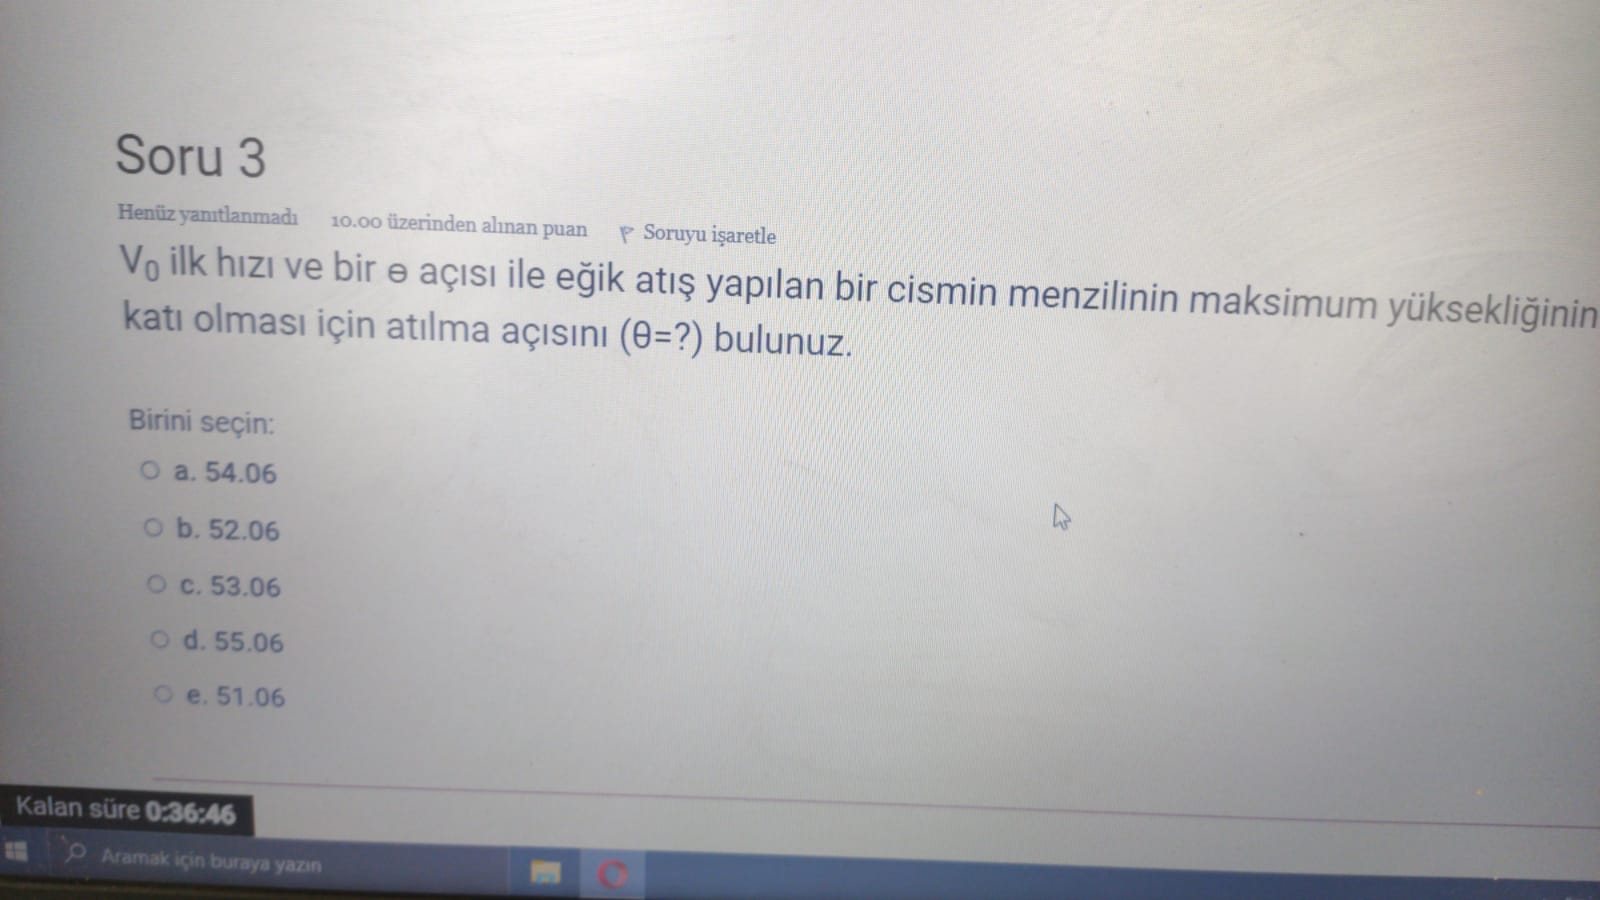 Soru 3
Henüz yanıtlanmadı 10.00 üzerinden alınan puan Soruyu işaretle
V₀ ilk hızı ve bir ɵ açısı ile eğik atış yapılan bir cismin menzilinin maksimum yüksekliğinin
katı olması için atılma açısını (θ=?) bulunuz.
Birini seçin:
a. 54.06
b. 52.06
c. 53.06
d. 55.06
e. 51.06
Kalan süre 0:36:46
Aramak için buraya yazın